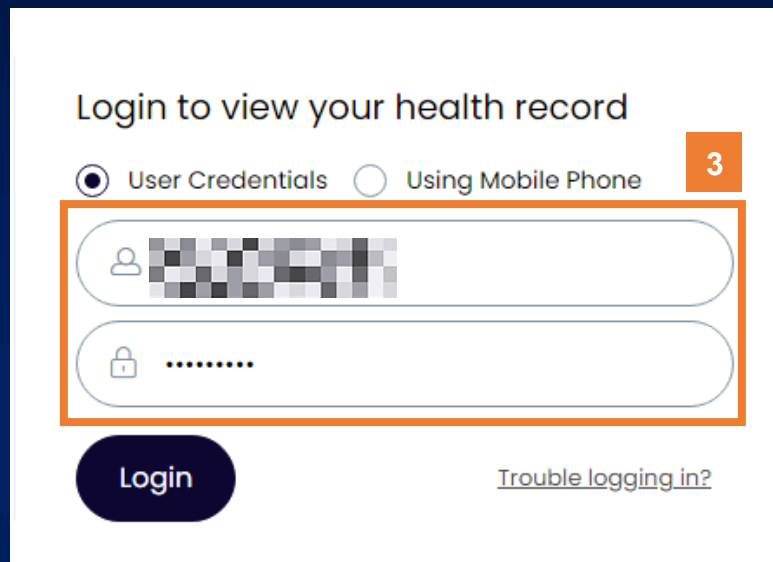 Login to view your health record
3
User Credentials Using Mobile Phone
•••••••••
Login Trouble logging in?